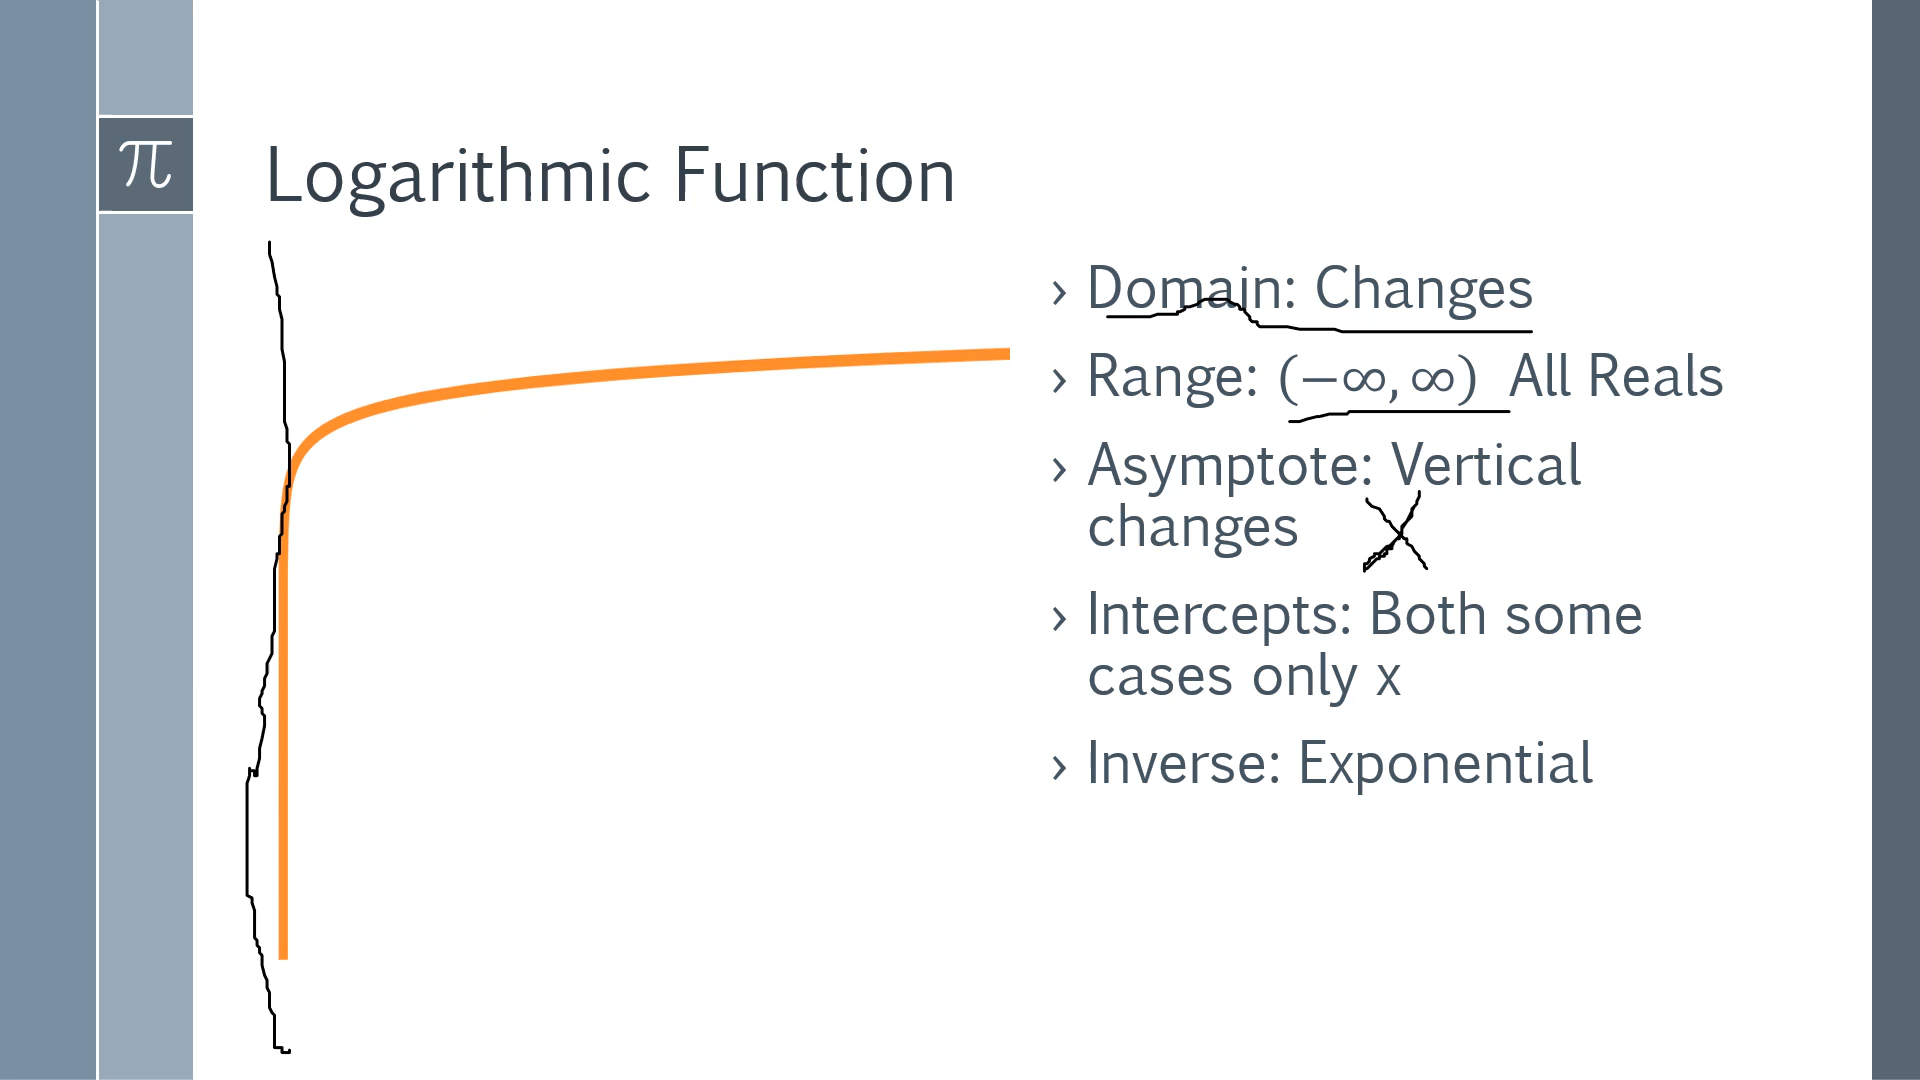 π
Logarithmic Function
› Domain: Changes
› Range: (−∞, ∞) All Reals
› Asymptote: Vertical
changes X
› Intercepts: Both some
cases only x
› Inverse: Exponential